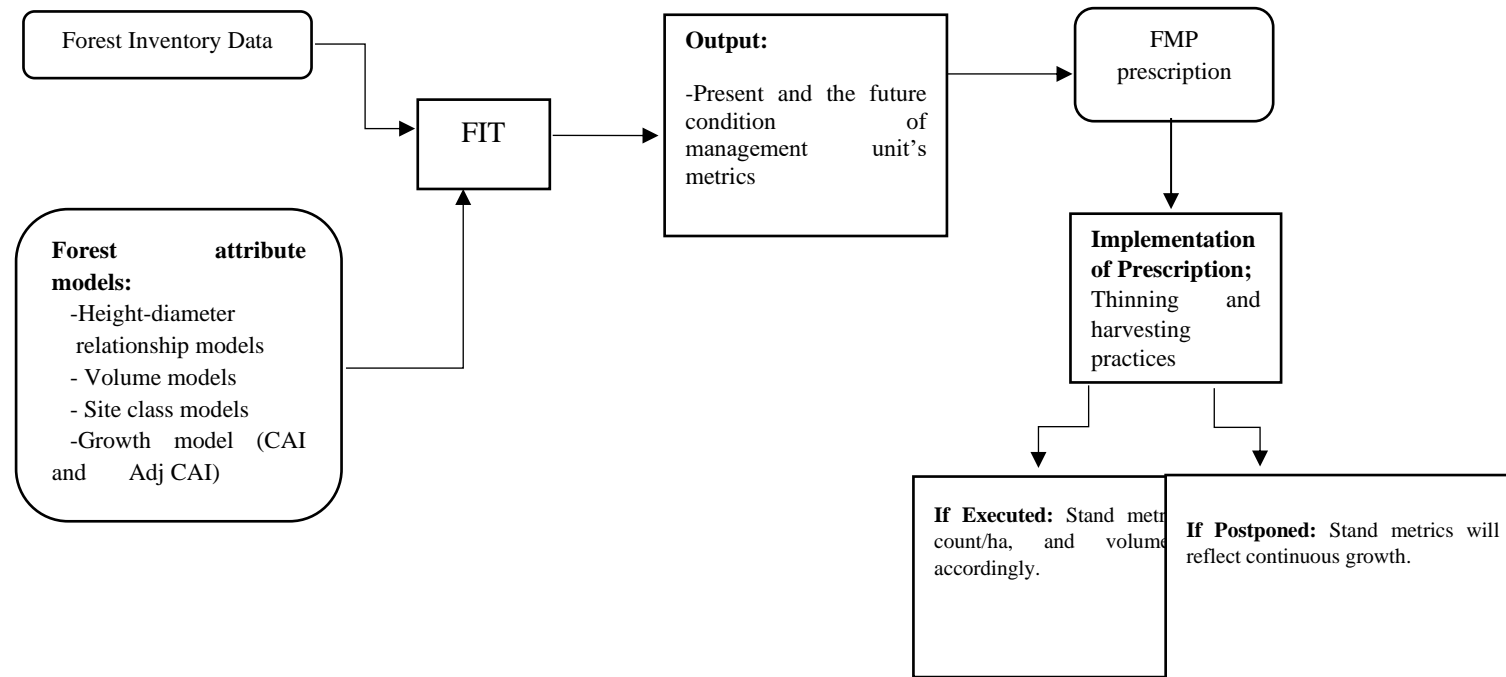 Forest Inventory Data
FIT
Output:
-Present and the future
condition of
management unit's
metrics
FMP
prescription
Forest attribute
models:
-Height-diameter
relationship models
- Volume models
- Site class models
-Growth model (CAI
and Adj CAI)
Implementation
of Prescription;
Thinning and
harvesting
practices
If Executed: Stand
count/ha, and volume
accordingly.
If Postponed: Stand metrics will
reflect continuous growth.